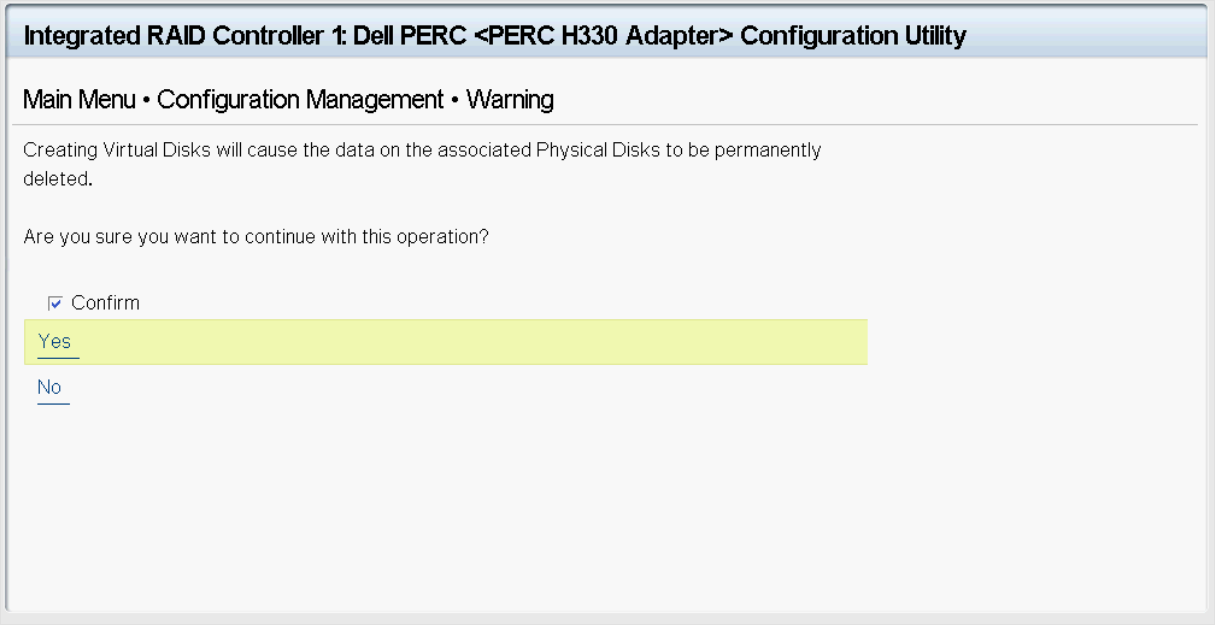 Integrated RAID Controller 1: Dell PERC <PERC H330 Adapter> Configuration Utility
Main Menu • Configuration Management • Warning
Creating Virtual Disks will cause the data on the associated Physical Disks to be permanently
deleted.
Are you sure you want to continue with this operation?
Confirm
Yes
No